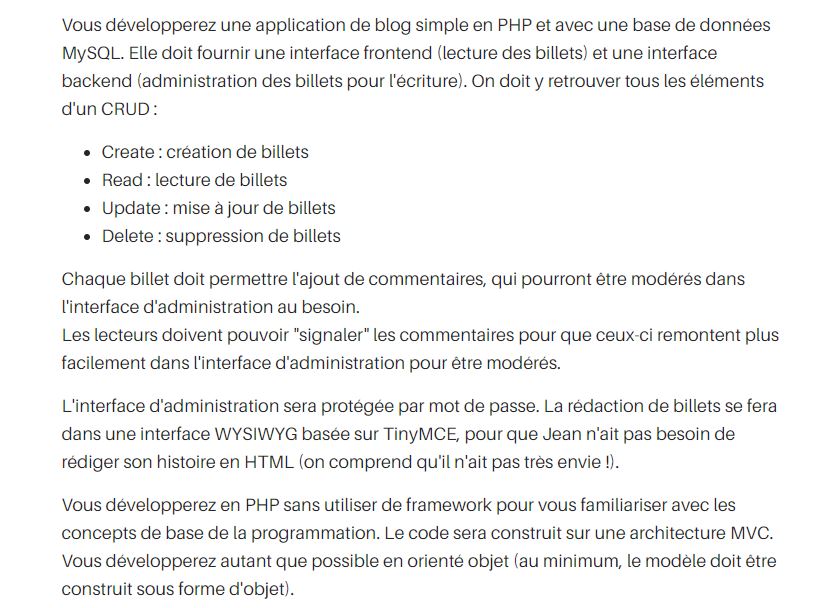 Vous développerez une application de blog simple en PHP et avec une base de données
MySQL. Elle doit fournir une interface frontend (lecture des billets) et une interface
backend (administration des billets pour l'écriture). On doit y retrouver tous les éléments
d'un CRUD :
• Create : création de billets
• Read : lecture de billets
• Update : mise à jour de billets
• Delete : suppression de billets
Chaque billet doit permettre l'ajout de commentaires, qui pourront être modérés dans
l'interface d'administration au besoin.
Les lecteurs doivent pouvoir "signaler" les commentaires pour que ceux-ci remontent plus
facilement dans l'interface d'administration pour être modérés.
L'interface d'administration sera protégée par mot de passe. La rédaction de billets se fera
dans une interface WYSIWYG basée sur TinyMCE, pour que Jean n'ait pas besoin de
rédiger son histoire en HTML (on comprend qu'il n'ait pas très envie !).
Vous développerez en PHP sans utiliser de framework pour vous familiariser avec les
concepts de base de la programmation. Le code sera construit sur une architecture MVC.
Vous développerez autant que possible en orienté objet (au minimum, le modèle doit être
construit sous forme d'objet).